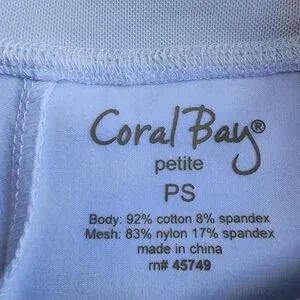 Coral Bay®
petite
PS
Body: 92% cotton 8% spandex
Mesh: 83% nylon 17% spandex
made in china
rn# 45749